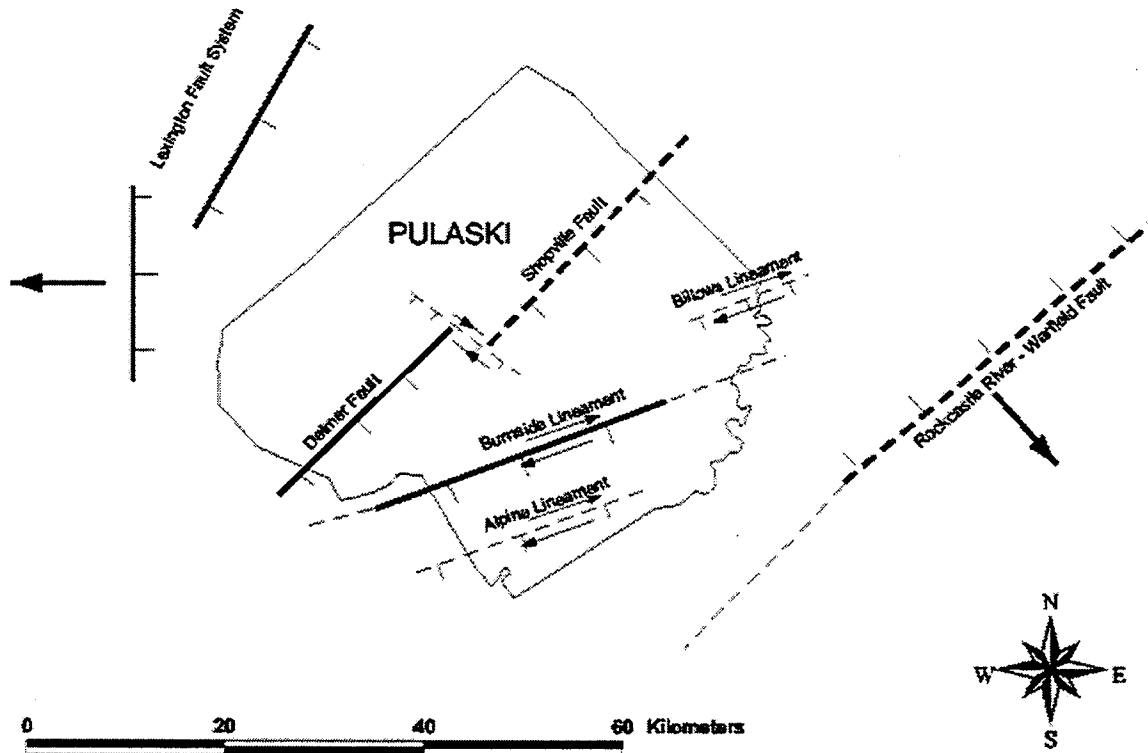 Lexington Fault System
PULASKI
Shopville Fault
Billows Lineament
Delmer Fault
Burnside Lineament
Alpine Lineament
Rockcastle River - Warfield Fault
N
W
E
S
0
20
40
60 Kilometers